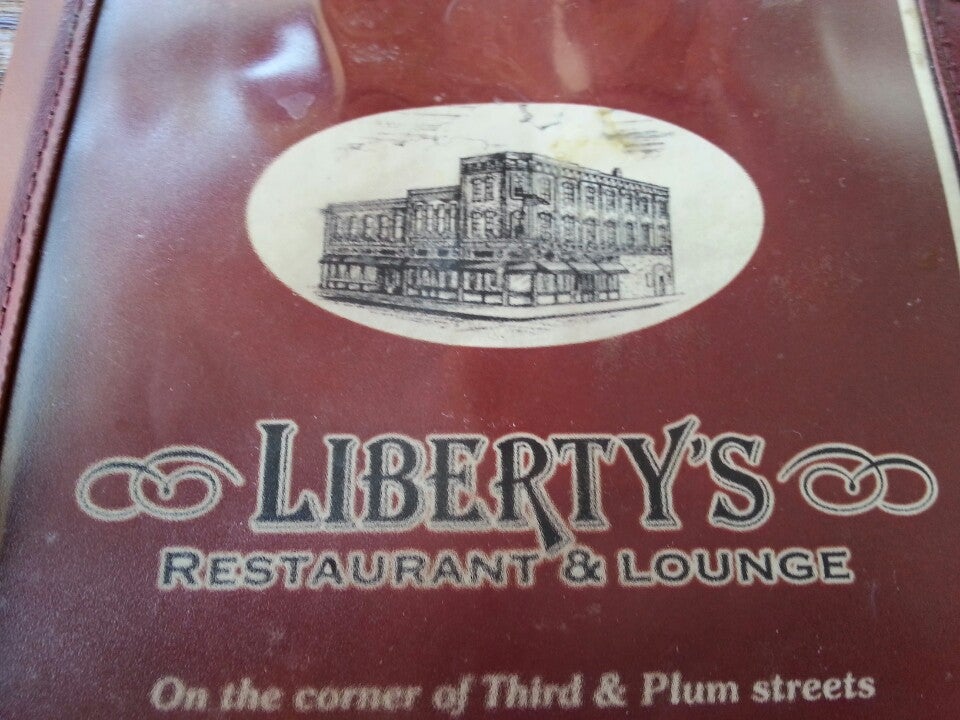 LIBERTY'S
RESTAURANT & LOUNGE
On the corner of Third & Plum streets